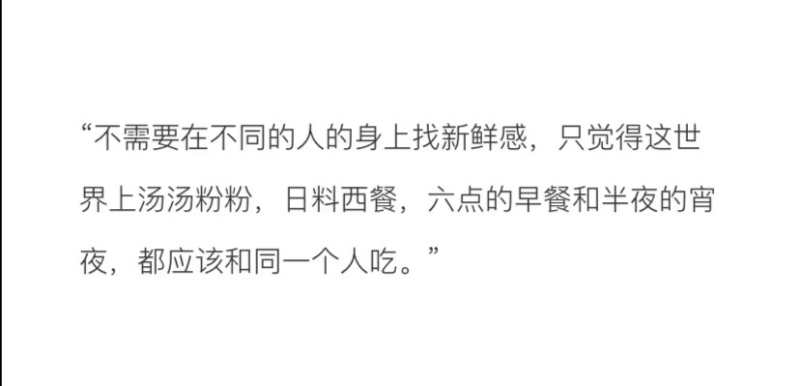 “不需要在不同的人的身上找新鲜感，只觉得这世
界上汤汤粉粉，日料西餐，六点的早餐和半夜的宵
夜，都应该和同一个人吃。”